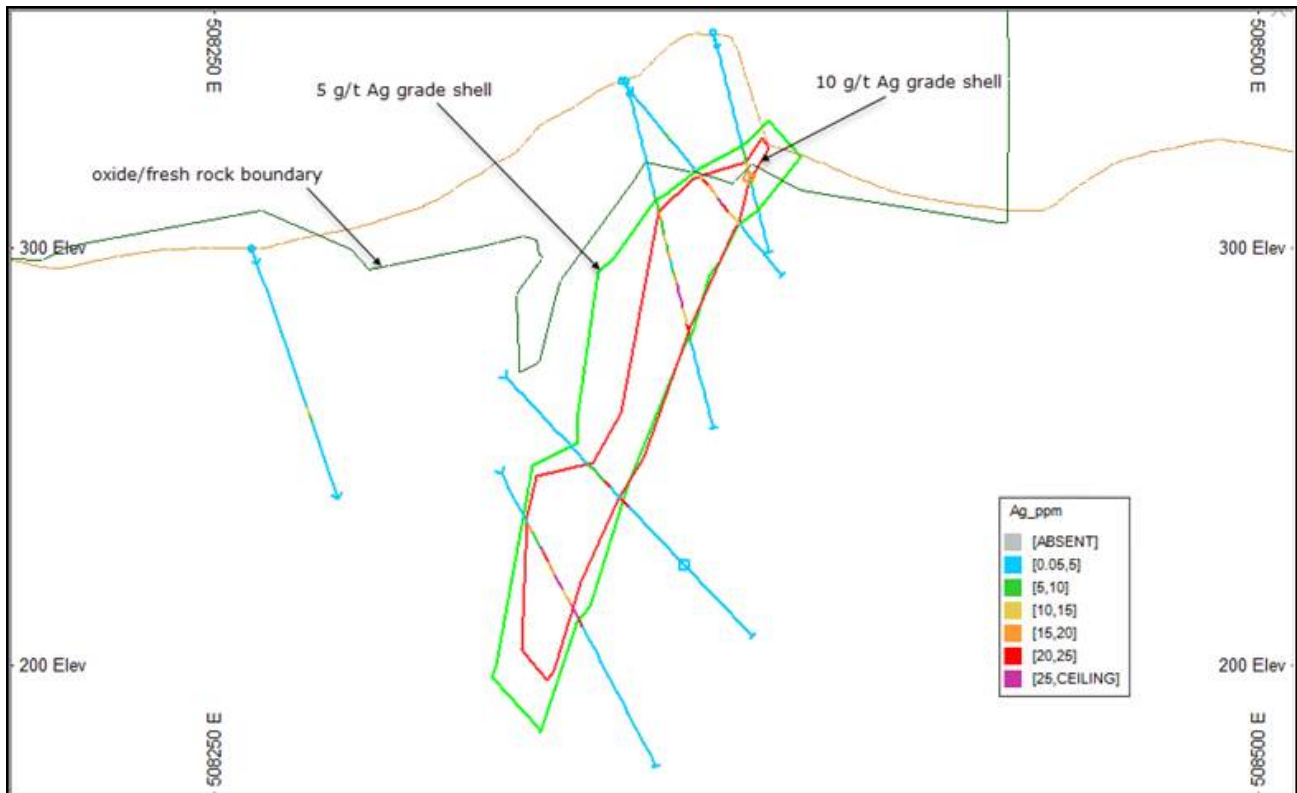 508250 E
508500 E
5 g/t Ag grade shell
10 g/t Ag grade shell
oxide/fresh rock boundary
300 Elev
300 Elev
Ag_ppm
[ABSENT]
[0.05,5]
[5,10]
[10,15]
[15,20]
[20,25]
[25,CEILING]
200 Elev
200 Elev
508250 E
508500 E